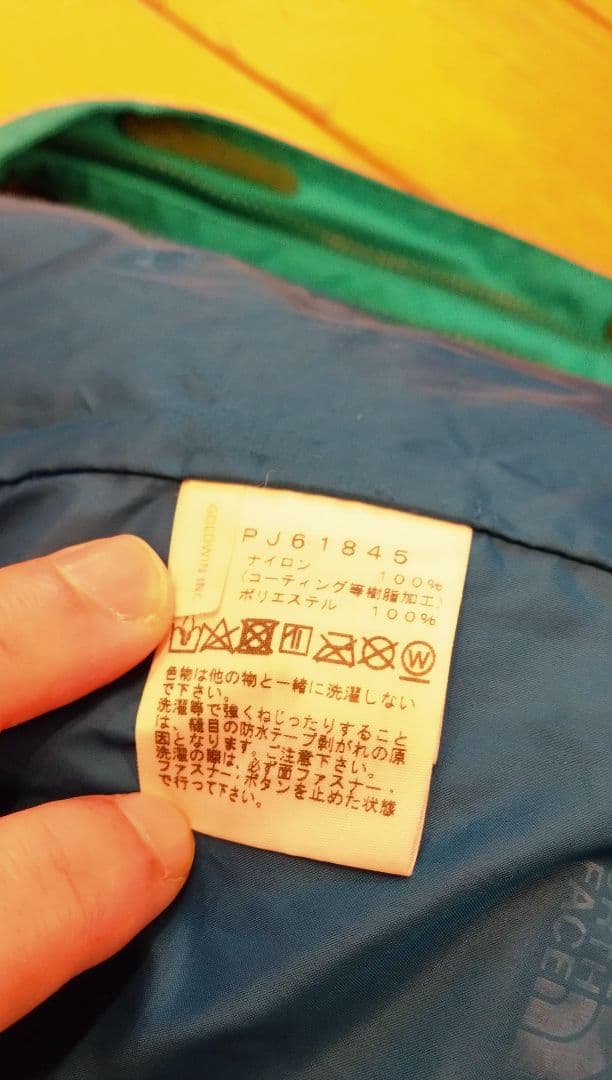 GOLDWIN INC.
PJ61845
ナイロン 100%
(コーティング等樹脂加工)
ポリエステル 100%
W
色物は他の物と一緒に洗濯しない
で下さい。
洗濯等で強くねじったりすること
は、縫目の防水テープ剥がれの原
因となります。ご注意下さい。
洗濯の際は、必ず面ファスナー・
ファスナー・ボタンを止めた状態
で行って下さい。
FACE